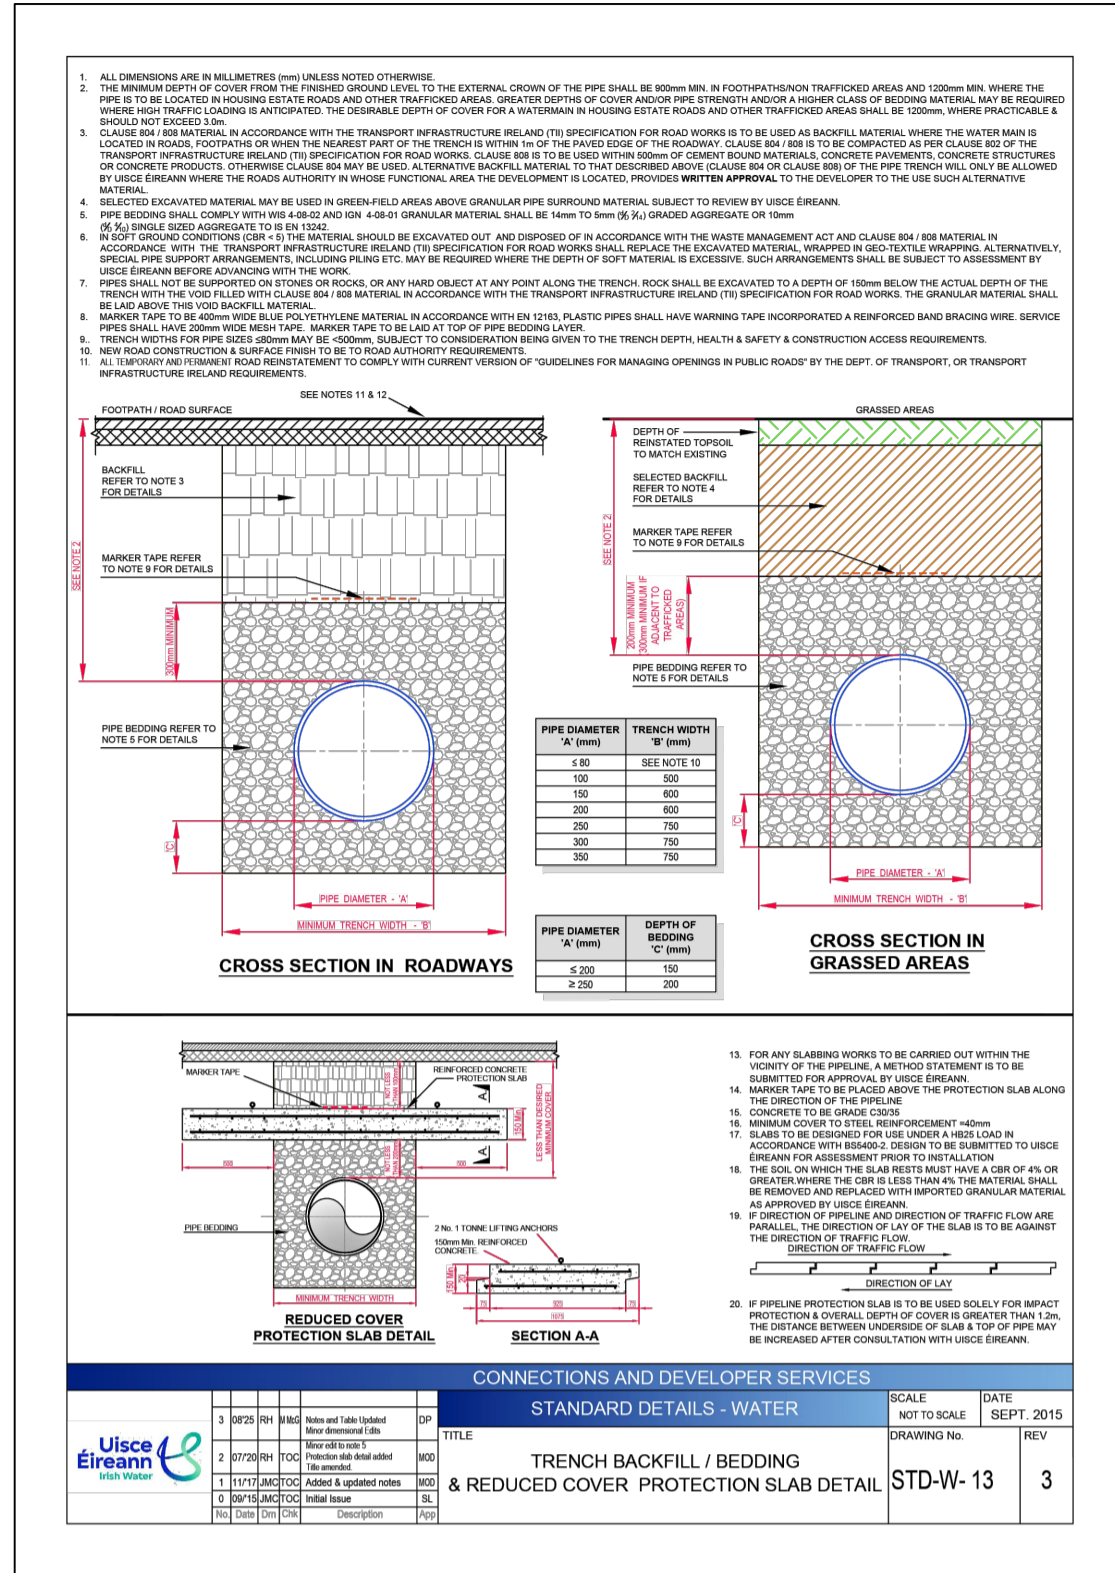 1. ALL DIMENSIONS ARE IN MILLIMETRES (mm) UNLESS NOTED OTHERWISE.
2. THE MINIMUM DEPTH OF COVER FROM THE FINISHED GROUND LEVEL TO THE EXTERNAL CROWN OF THE PIPE SHALL BE 900mm MIN. IN FOOTHPATHS/NON TRAFFICKED AREAS AND 1200mm MIN. WHERE THE
PIPE IS TO BE LOCATED IN HOUSING ESTATE ROADS AND OTHER TRAFFICKED AREAS. GREATER DEPTHS OF COVER AND/OR PIPE STRENGTH AND/OR A HIGHER CLASS OF BEDDING MATERIAL MAY BE REQUIRED
WHERE HIGH TRAFFIC LOADING IS ANTICIPATED. THE DESIRABLE DEPTH OF COVER FOR A WATERMAIN IN HOUSING ESTATE ROADS AND OTHER TRAFFICKED AREAS SHALL BE 1200mm, WHERE PRACTICABLE &
SHOULD NOT EXCEED 3.0m.
3. CLAUSE 804 / 808 MATERIAL IN ACCORDANCE WITH THE TRANSPORT INFRASTRUCTURE IRELAND (TII) SPECIFICATION FOR ROAD WORKS IS TO BE USED AS BACKFILL MATERIAL WHERE THE WATER MAIN IS
LOCATED IN ROADS, FOOTPATHS OR WHEN THE NEAREST PART OF THE TRENCH IS WITHIN 1m OF THE PAVED EDGE OF THE ROADWAY. CLAUSE 804 / 808 IS TO BE COMPACTED AS PER CLAUSE 802 OF THE
TRANSPORT INFRASTRUCTURE IRELAND (TII) SPECIFICATION FOR ROAD WORKS. CLAUSE 808 IS TO BE USED WITHIN 500mm OF CEMENT BOUND MATERIALS, CONCRETE PAVEMENTS, CONCRETE STRUCTURES
OR CONCRETE PRODUCTS. OTHERWISE CLAUSE 804 MAY BE USED. ALTERNATIVE BACKFILL MATERIAL TO THAT DESCRIBED ABOVE (CLAUSE 804 OR CLAUSE 808) OF THE PIPE TRENCH WILL ONLY BE ALLOWED
BY UISCE ÉIREANN WHERE THE ROADS AUTHORITY IN WHOSE FUNCTIONAL AREA THE DEVELOPMENT IS LOCATED, PROVIDES WRITTEN APPROVAL TO THE DEVELOPER TO THE USE SUCH ALTERNATIVE
MATERIAL.
4. SELECTED EXCAVATED MATERIAL MAY BE USED IN GREEN-FIELD AREAS ABOVE GRANULAR PIPE SURROUND MATERIAL SUBJECT TO REVIEW BY UISCE ÉIREANN.
5. PIPE BEDDING SHALL COMPLY WITH WIS 4-08-02 AND IGN 4-08-01 GRANULAR MATERIAL SHALL BE 14mm TO 5mm GRADED AGGREGATE OR 10mm
SINGLE SIZED AGGREGATE TO IS EN 13242.
6. IN SOFT GROUND CONDITIONS (CBR < 5) THE MATERIAL SHOULD BE EXCAVATED OUT AND DISPOSED OF IN ACCORDANCE WITH THE WASTE MANAGEMENT ACT AND CLAUSE 804 / 808 MATERIAL IN
ACCORDANCE WITH THE TRANSPORT INFRASTRUCTURE IRELAND (TII) SPECIFICATION FOR ROAD WORKS SHALL REPLACE THE EXCAVATED MATERIAL, WRAPPED IN GEO-TEXTILE WRAPPING. ALTERNATIVELY,
SPECIAL PIPE SUPPORT ARRANGEMENTS, INCLUDING PILING ETC. MAY BE REQUIRED WHERE THE DEPTH OF SOFT MATERIAL IS EXCESSIVE. SUCH ARRANGEMENTS SHALL BE SUBJECT TO ASSESSMENT BY
UISCE ÉIREANN BEFORE ADVANCING WITH THE WORK.
7. PIPES SHALL NOT BE SUPPORTED ON STONES OR ROCKS, OR ANY HARD OBJECT AT ANY POINT ALONG THE TRENCH. ROCK SHALL BE EXCAVATED TO A DEPTH OF 150mm BELOW THE ACTUAL DEPTH OF THE
TRENCH WITH THE VOID FILLED WITH CLAUSE 804 / 808 MATERIAL IN ACCORDANCE WITH THE TRANSPORT INFRASTRUCTURE IRELAND (TII) SPECIFICATION FOR ROAD WORKS. THE GRANULAR MATERIAL SHALL
BE LAID ABOVE THIS VOID BACKFILL MATERIAL.
8. MARKER TAPE TO BE 400mm WIDE BLUE POLYETHYLENE MATERIAL IN ACCORDANCE WITH EN 12163, PLASTIC PIPES SHALL HAVE WARNING TAPE INCORPORATED A REINFORCED BAND BRACING WIRE. SERVICE
PIPES SHALL HAVE 200mm WIDE MESH TAPE. MARKER TAPE TO BE LAID AT TOP OF PIPE BEDDING LAYER.
9.. TRENCH WIDTHS FOR PIPE SIZES ≤80mm MAY BE <500mm, SUBJECT TO CONSIDERATION BEING GIVEN TO THE TRENCH DEPTH, HEALTH & SAFETY & CONSTRUCTION ACCESS REQUIREMENTS.
10. NEW ROAD CONSTRUCTION & SURFACE FINISH TO BE TO ROAD AUTHORITY REQUIREMENTS.
11. ALL TEMPORARY AND PERMANENT ROAD REINSTATEMENT TO COMPLY WITH CURRENT VERSION OF "GUIDELINES FOR MANAGING OPENINGS IN PUBLIC ROADS" BY THE DEPT. OF TRANSPORT, OR TRANSPORT
INFRASTRUCTURE IRELAND REQUIREMENTS.
SEE NOTES 11 & 12
FOOTPATH / ROAD SURFACE
BACKFILL
REFER TO NOTE 3
FOR DETAILS
SEE NOTE 2
MARKER TAPE REFER
TO NOTE 9 FOR DETAILS
300mm MINIMUM
PIPE BEDDING REFER TO
NOTE 5 FOR DETAILS
'C'
PIPE DIAMETER - 'A'
MINIMUM TRENCH WIDTH - 'B'
CROSS SECTION IN ROADWAYS
GRASSED AREAS
DEPTH OF
REINSTATED TOPSOIL
TO MATCH EXISTING
SELECTED BACKFILL
REFER TO NOTE 4
FOR DETAILS
SEE NOTE 2
MARKER TAPE REFER
TO NOTE 9 FOR DETAILS
200mm MINIMUM
(300mm MINIMUM IF
ADJACENT TO
TRAFFICKED
AREAS)
PIPE BEDDING REFER TO
NOTE 5 FOR DETAILS
'C'
PIPE DIAMETER - 'A'
MINIMUM TRENCH WIDTH - 'B'
CROSS SECTION IN
GRASSED AREAS
PIPE DIAMETER 'A' (mm) TRENCH WIDTH 'B' (mm)
≤ 80 SEE NOTE 10
100 500
150 600
200 600
250 750
300 750
350 750
PIPE DIAMETER 'A' (mm) DEPTH OF BEDDING 'C' (mm)
≤ 200 150
≥ 250 200
MARKER TAPE
REINFORCED CONCRETE
PROTECTION SLAB
NOT LESS
THAN 100mm
A
150 Min.
LESS THAN DESIRED
MINIMUM COVER
500
NOT LESS
THAN 200mm
500
A
PIPE BEDDING
MINIMUM TRENCH WIDTH
REDUCED COVER
PROTECTION SLAB DETAIL
2 No. 1 TONNE LIFTING ANCHORS
150mm Min. REINFORCED
CONCRETE.
150 Min.
75
925
75
1075
SECTION A-A
13. FOR ANY SLABBING WORKS TO BE CARRIED OUT WITHIN THE
VICINITY OF THE PIPELINE, A METHOD STATEMENT IS TO BE
SUBMITTED FOR APPROVAL BY UISCE ÉIREANN.
14. MARKER TAPE TO BE PLACED ABOVE THE PROTECTION SLAB ALONG
THE DIRECTION OF THE PIPELINE
15. CONCRETE TO BE GRADE C30/35
16. MINIMUM COVER TO STEEL REINFORCEMENT =40mm
17. SLABS TO BE DESIGNED FOR USE UNDER A HB25 LOAD IN
ACCORDANCE WITH BS5400-2. DESIGN TO BE SUBMITTED TO UISCE
ÉIREANN FOR ASSESSMENT PRIOR TO INSTALLATION
18. THE SOIL ON WHICH THE SLAB RESTS MUST HAVE A CBR OF 4% OR
GREATER.WHERE THE CBR IS LESS THAN 4% THE MATERIAL SHALL
BE REMOVED AND REPLACED WITH IMPORTED GRANULAR MATERIAL
AS APPROVED BY UISCE ÉIREANN.
19. IF DIRECTION OF PIPELINE AND DIRECTION OF TRAFFIC FLOW ARE
PARALLEL, THE DIRECTION OF LAY OF THE SLAB IS TO BE AGAINST
THE DIRECTION OF TRAFFIC FLOW.
DIRECTION OF TRAFFIC FLOW
DIRECTION OF LAY
20. IF PIPELINE PROTECTION SLAB IS TO BE USED SOLELY FOR IMPACT
PROTECTION & OVERALL DEPTH OF COVER IS GREATER THAN 1.2m,
THE DISTANCE BETWEEN UNDERSIDE OF SLAB & TOP OF PIPE MAY
BE INCREASED AFTER CONSULTATION WITH UISCE ÉIREANN.
CONNECTIONS AND DEVELOPER SERVICES
Uisce
Éireann
Irish Water
3 08'25 RH M McG Notes and Table Updated Minor dimensional Edits DP
2 07/'20 RH TOC Minor edit to note 5 Protection slab detail added Title amended. MOD
1 11/'17 JMC TOC Added & updated notes MOD
0 09/'15 JMC TOC Initial Issue SL
No. Date Drn Chk Description App
STANDARD DETAILS - WATER
TITLE
TRENCH BACKFILL / BEDDING
& REDUCED COVER PROTECTION SLAB DETAIL
SCALE
NOT TO SCALE
DATE
SEPT. 2015
DRAWING No.
STD-W- 13
REV
3